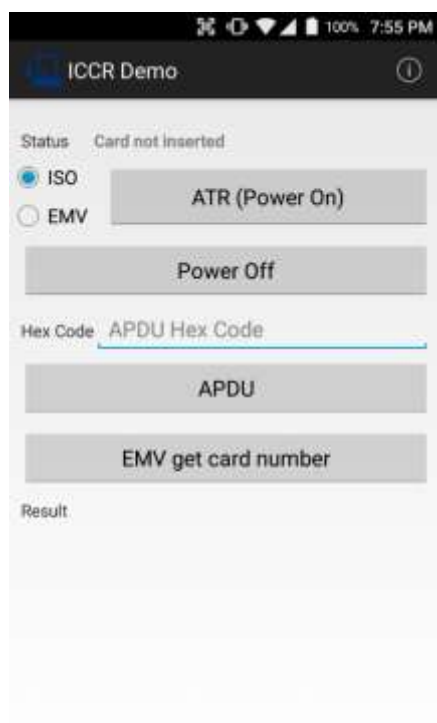 100% 7:55 PM
ICCR Demo
Status Card not inserted
ISO
ATR (Power On)
EMV
Power Off
Hex Code APDU Hex Code
APDU
EMV get card number
Result